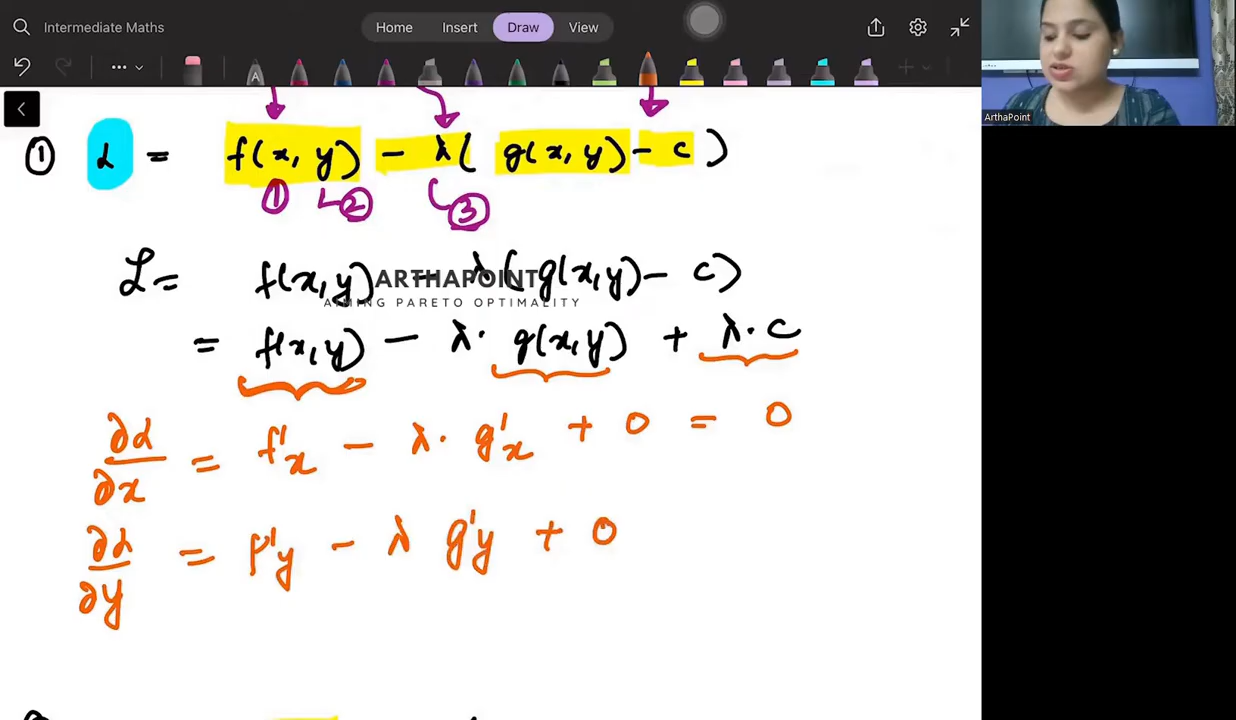 Intermediate Maths Home Insert Draw View
ArthaPoint
① L = f(x, y) - λ( g(x, y) - c )
① ② ③
L = f(x,y) - λ( g(x,y) - c)
ARTHAPOINT
AIMING PARETO OPTIMALITY
= f(x,y) - λ· g(x,y) + λ·c
∂L/∂x = f'x - λ· g'x + 0 = 0
∂L/∂y = f'y - λ g'y + 0